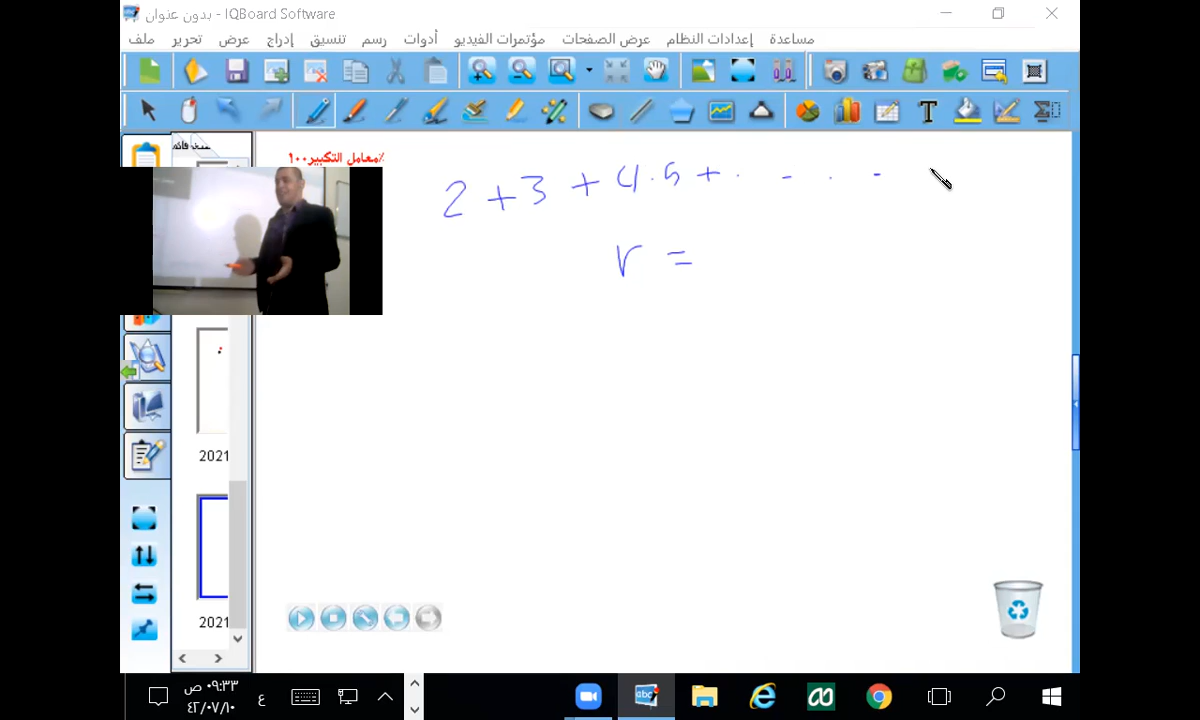 بدون عنوان - IQBoard Software
ملف تحرير عرض إدراج تنسيق رسم أدوات مؤتمرات الفيديو عرض الصفحات إعدادات النظام مساعدة
معامل التكبير١٠٠٪
2 + 3 + 4.5 + . - . -
r =
2021
2021
٠٩:٣٣ ص
ع
٤٢/٠٧/١٠